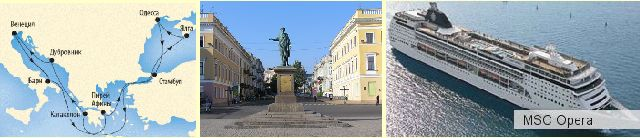 Одесса
Ялта
Венеция
Дубровник
Стамбул
Бари
Пирей
Афины
Катаколон
MSC Opera